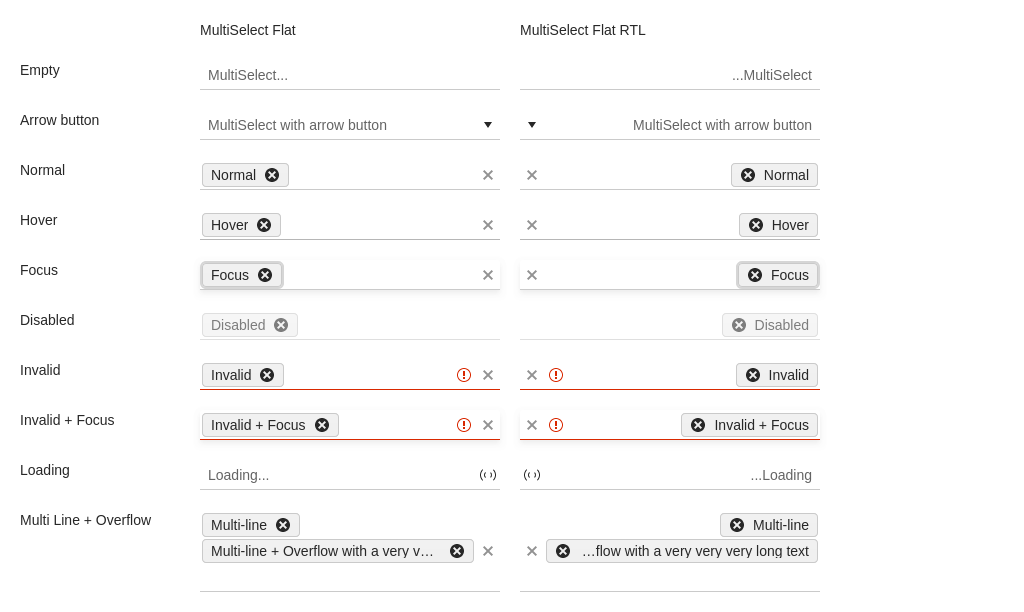 MultiSelect Flat MultiSelect Flat RTL
Empty MultiSelect... ...MultiSelect
Arrow button MultiSelect with arrow button MultiSelect with arrow button
Normal Normal Normal
Hover Hover Hover
Focus Focus Focus
Disabled Disabled Disabled
Invalid Invalid Invalid
Invalid + Focus Invalid + Focus Invalid + Focus
Loading Loading... ...Loading
Multi Line + Overflow Multi-line Multi-line
Multi-line + Overflow with a very v... ...flow with a very very very long text